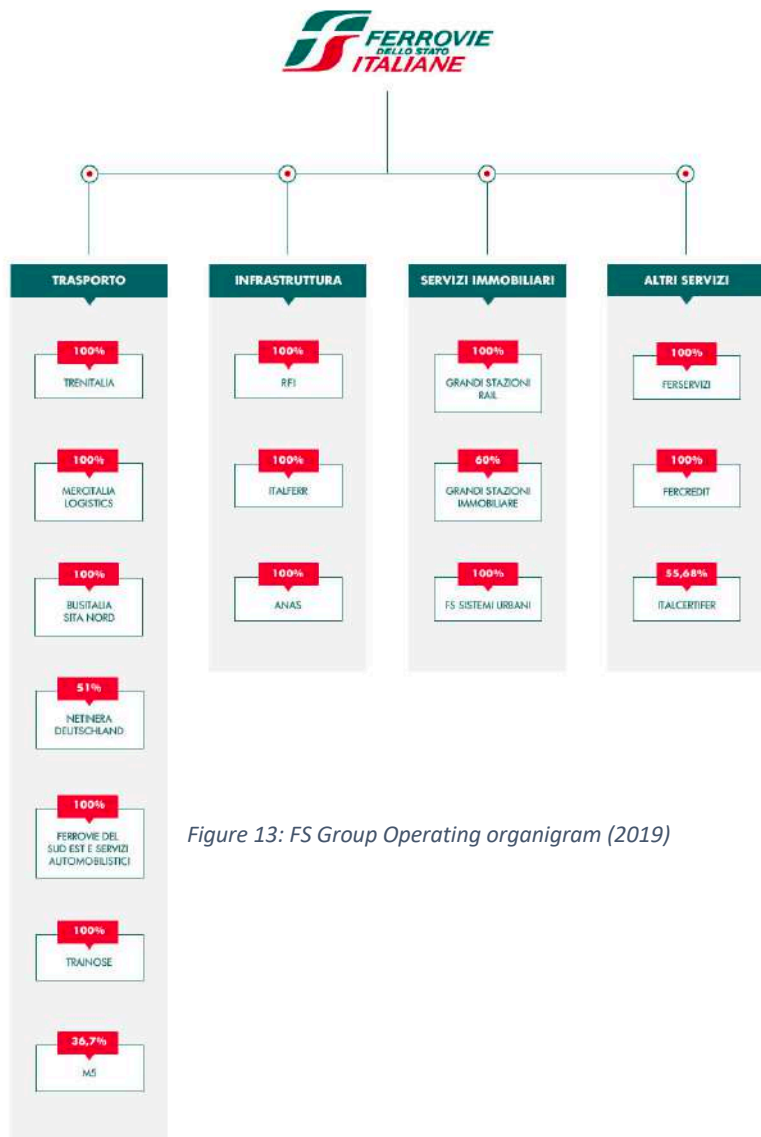 FERROVIE
DELLO STATO
ITALIANE
TRASPORTO
100%
TRENITALIA
100%
MERCITALIA
LOGISTICS
100%
BUSITALIA
SITA NORD
51%
NETINERA
DEUTSCHLAND
100%
FERROVIE DEL
SUD EST E SERVIZI
AUTOMOBILISTICI
100%
TRAINOSE
36,7%
M5
INFRASTRUTTURA
100%
RFI
100%
ITALFERR
100%
ANAS
SERVIZI IMMOBILIARI
100%
GRANDI STAZIONI
RAIL
60%
GRANDI STAZIONI
IMMOBILIARE
100%
FS SISTEMI URBANI
ALTRI SERVIZI
100%
FERSERVIZI
100%
FERCREDIT
55,68%
ITALCERTIFER
Figure 13: FS Group Operating organigram (2019)